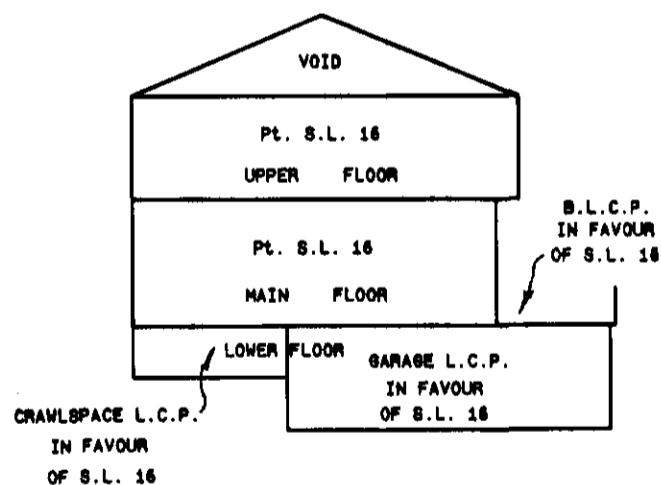 VOID
Pt. S.L. 16
UPPER FLOOR
B.L.C.P.
IN FAVOUR
OF S.L. 16
Pt. S.L. 16
MAIN FLOOR
LOWER FLOOR
GARAGE L.C.P.
IN FAVOUR
OF S.L. 16
CRAWLSPACE L.C.P.
IN FAVOUR
OF S.L. 16